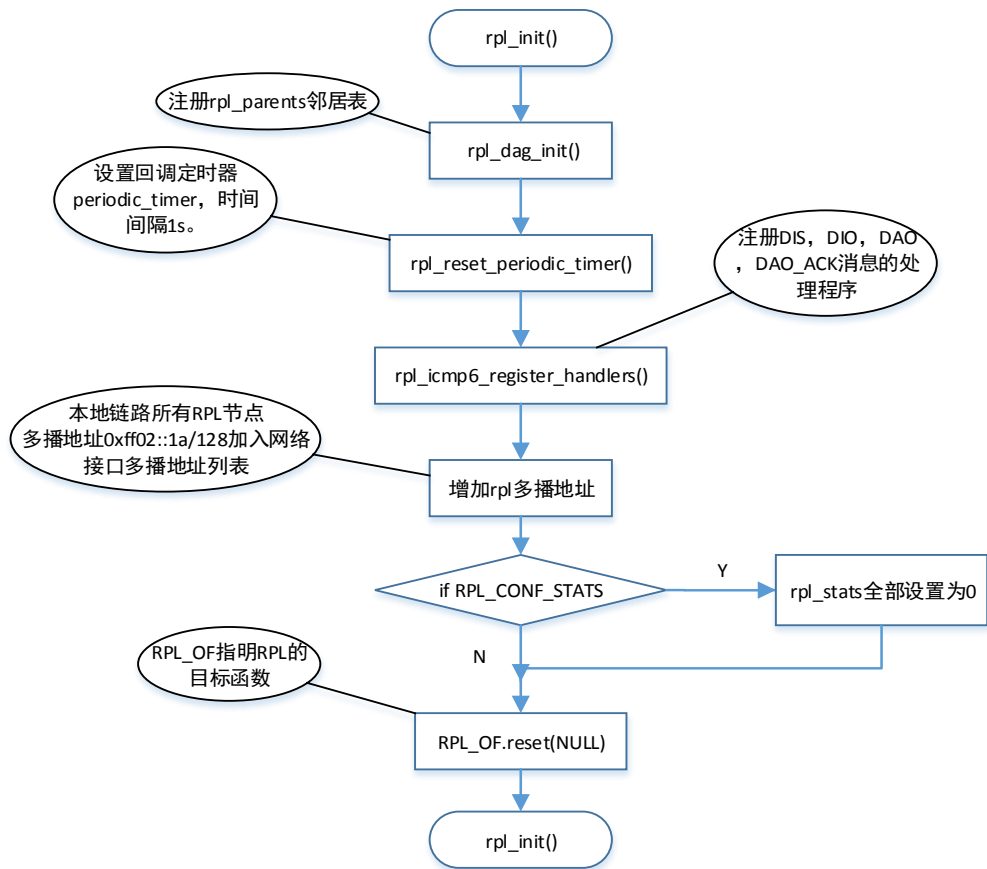 rpl_init()
注册rpl_parents邻居表
rpl_dag_init()
设置回调定时器
periodic_timer，时间
间隔1s。
rpl_reset_periodic_timer()
注册DIS，DIO，DAO
，DAO_ACK消息的处
理程序
rpl_icmp6_register_handlers()
本地链路所有RPL节点
多播地址0xff02::1a/128加入网络
接口多播地址列表
增加rpl多播地址
if RPL_CONF_STATS
Y
rpl_stats全部设置为0
N
RPL_OF指明RPL的
目标函数
RPL_OF.reset(NULL)
rpl_init()